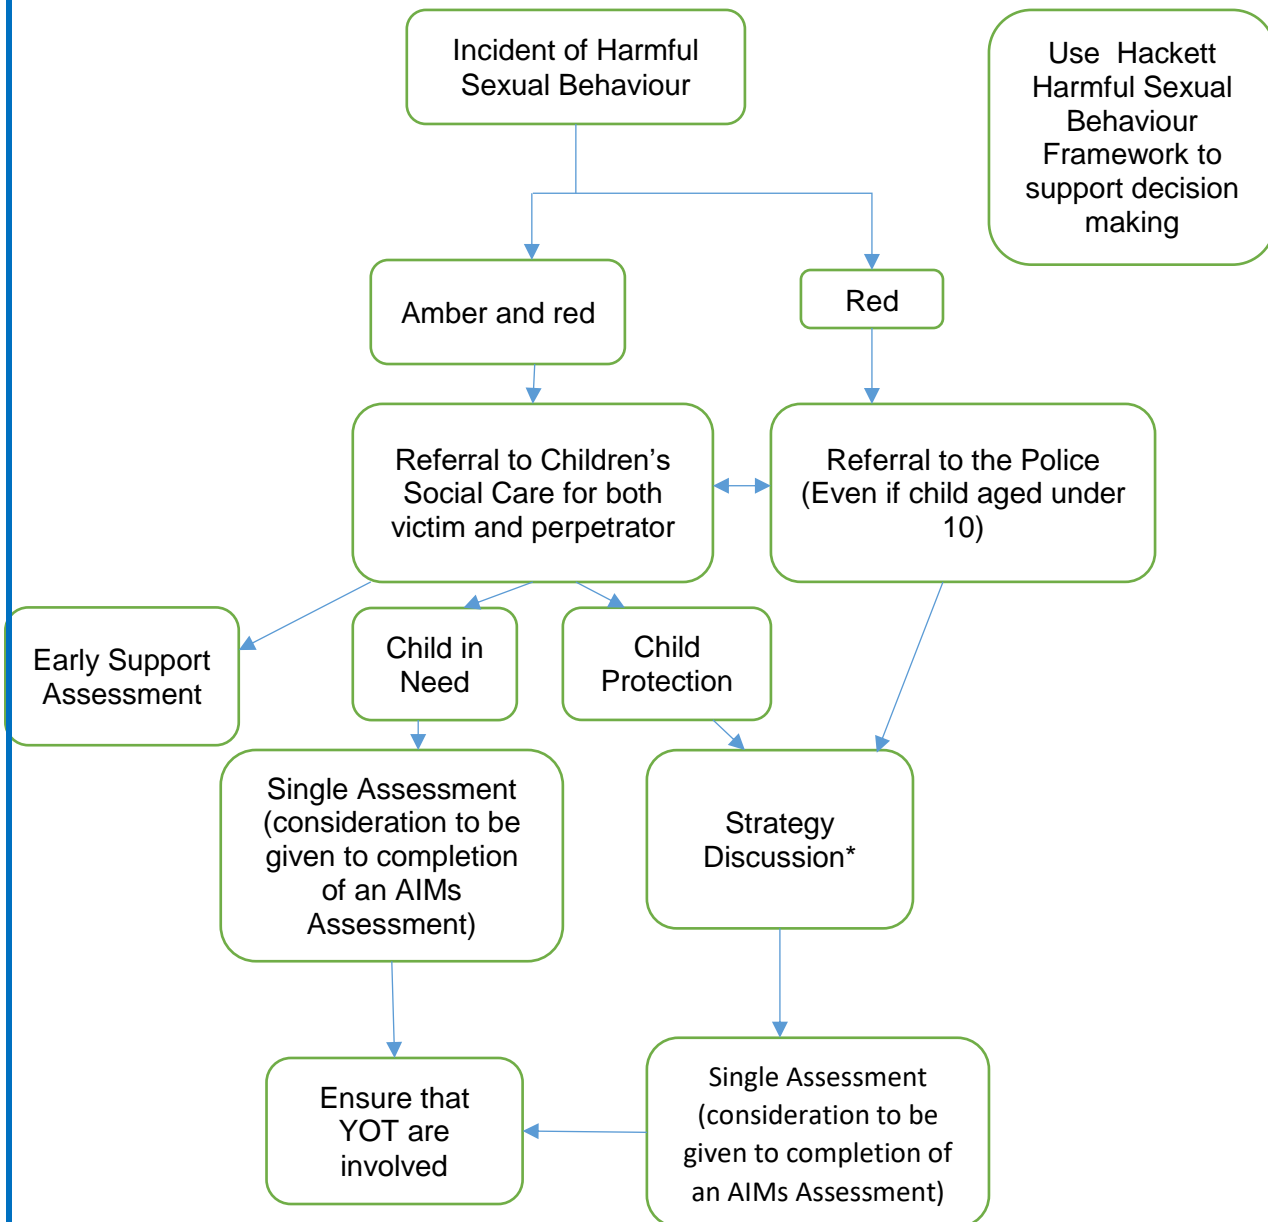 Incident of Harmful
Sexual Behaviour
Use Hackett
Harmful Sexual
Behaviour
Framework to
support decision
making
Amber and red
Red
Referral to Children’s
Social Care for both
victim and perpetrator
Referral to the Police
(Even if child aged under
10)
Early Support
Assessment
Child in
Need
Child
Protection
Single Assessment
(consideration to be
given to completion
of an AIMs
Assessment)
Strategy
Discussion*
Ensure that
YOT are
involved
Single Assessment
(consideration to be
given to completion of
an AIMs Assessment)